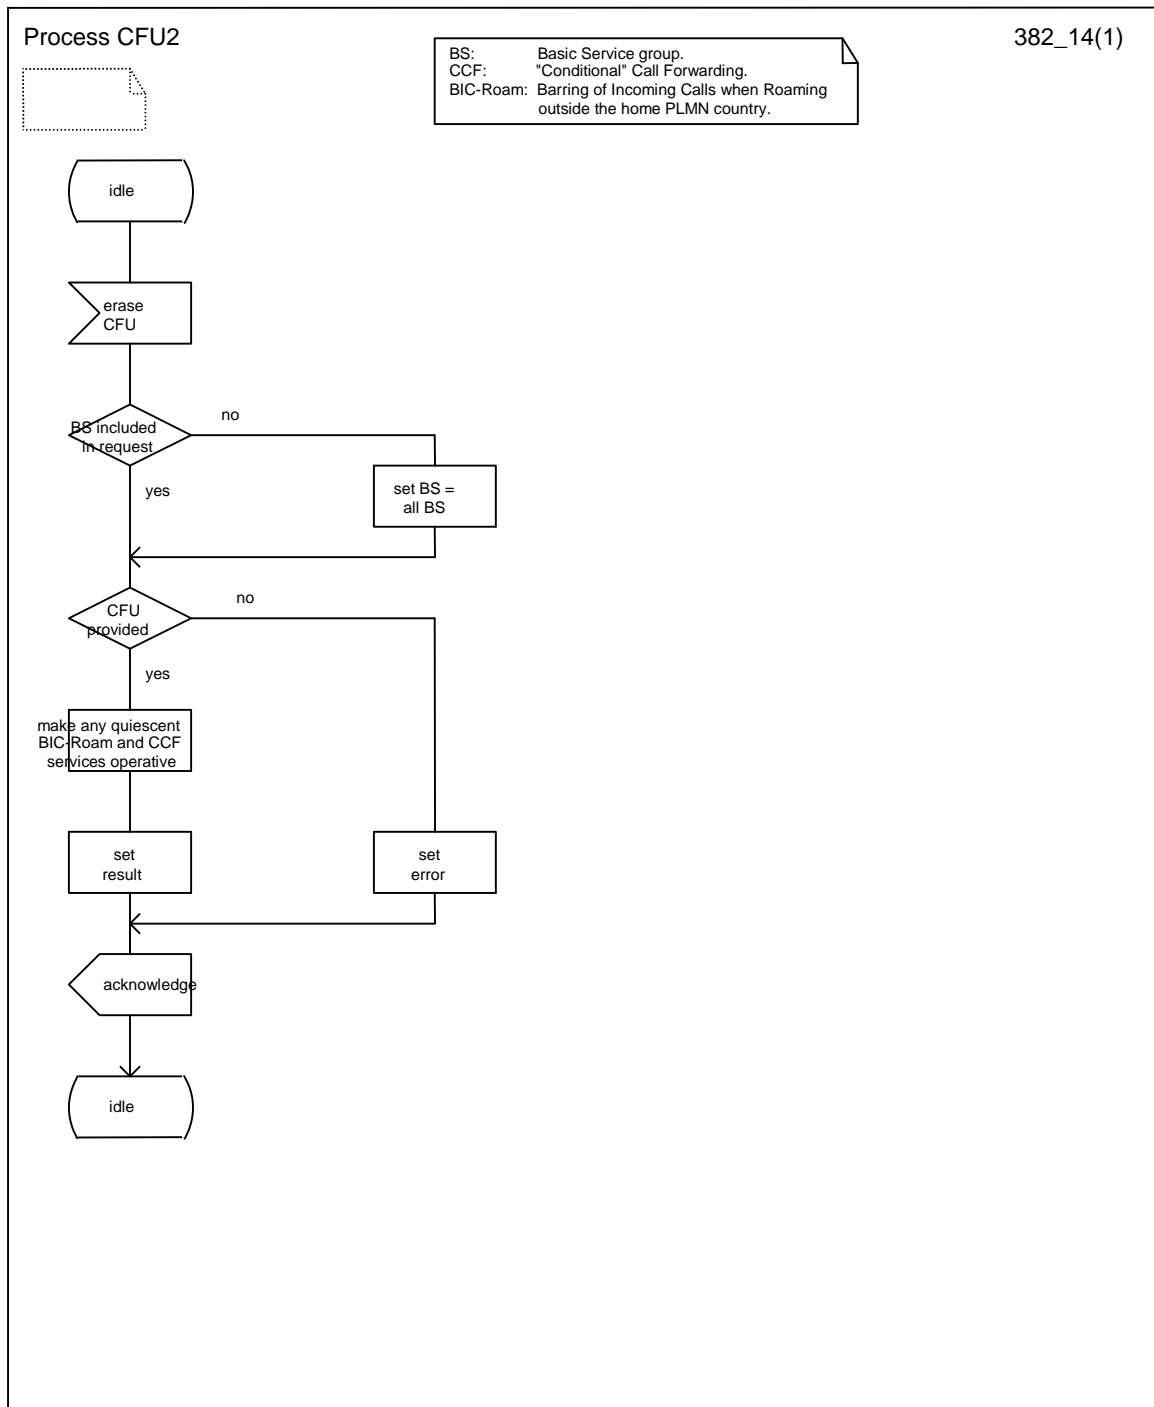 Process CFU2
382_14(1)
BS: Basic Service group.
CCF: "Conditional" Call Forwarding.
BIC-Roam: Barring of Incoming Calls when Roaming
outside the home PLMN country.
idle
erase
CFU
BS included
in request
no
yes
set BS =
all BS
CFU
provided
no
yes
make any quiescent
BIC-Roam and CCF
services operative
set
result
set
error
acknowledge
idle